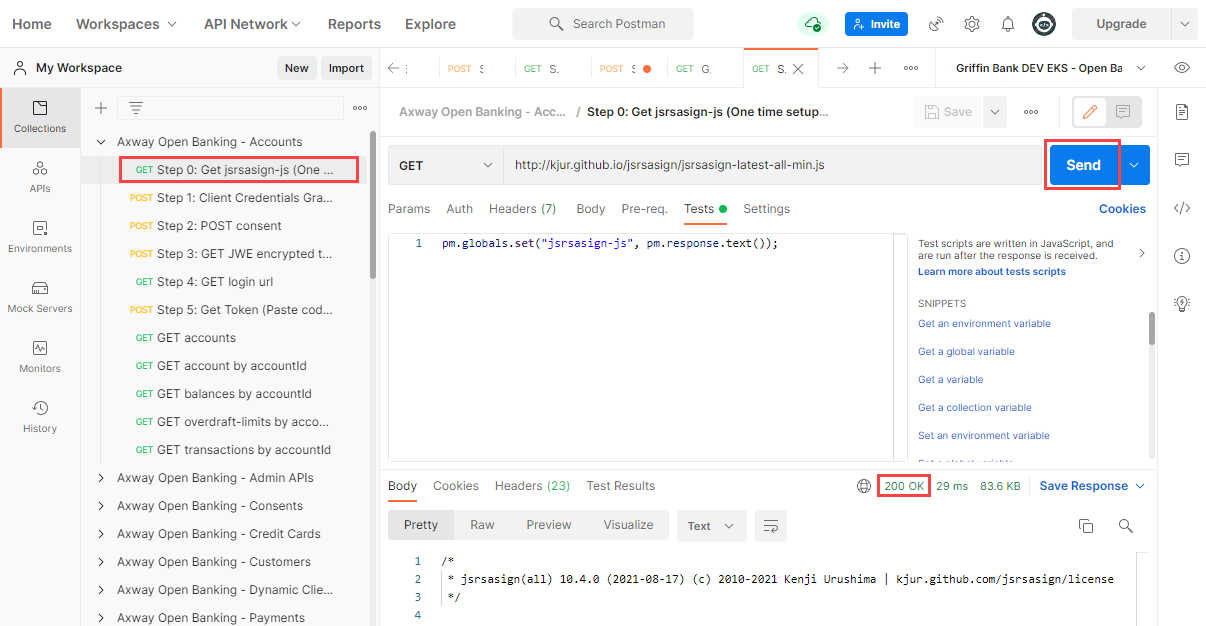 Home Workspaces API Network Reports Explore Search Postman Invite Upgrade
My Workspace New Import
POST S GET S. POST S GET G. GET S. Griffin Bank DEV EKS - Open Ba
Collections
APIs
Environments
Mock Servers
Monitors
History
Axway Open Banking - Accounts
GET Step 0: Get jsrsasign-js (One ...
POST Step 1: Client Credentials Gra...
POST Step 2: POST consent
POST Step 3: GET JWE encrypted t...
GET Step 4: GET login url
POST Step 5: Get Token (Paste cod...
GET GET accounts
GET GET account by accountId
GET GET balances by accountId
GET GET overdraft-limits by acco...
GET GET transactions by accountId
Axway Open Banking - Admin APIs
Axway Open Banking - Consents
Axway Open Banking - Credit Cards
Axway Open Banking - Customers
Axway Open Banking - Dynamic Clie...
Axway Open Banking - Payments
Axway Open Banking - Acc... / Step 0: Get jsrsasign-js (One time setup... Save
GET http://kjur.github.io/jsrsasign/jsrsasign-latest-all-min.js Send
Params Auth Headers (7) Body Pre-req. Tests Settings Cookies
1 pm.globals.set("jsrsasign-js", pm.response.text());
Test scripts are written in JavaScript, and
are run after the response is received.
Learn more about tests scripts
SNIPPETS
Get an environment variable
Get a global variable
Get a variable
Get a collection variable
Set an environment variable
Set a global variable
Body Cookies Headers (23) Test Results 200 OK 29 ms 83.6 KB Save Response
Pretty Raw Preview Visualize Text
1 /*
2 * jsrsasign(all) 10.4.0 (2021-08-17) (c) 2010-2021 Kenji Urushima | kjur.github.com/jsrsasign/license
3 */
4